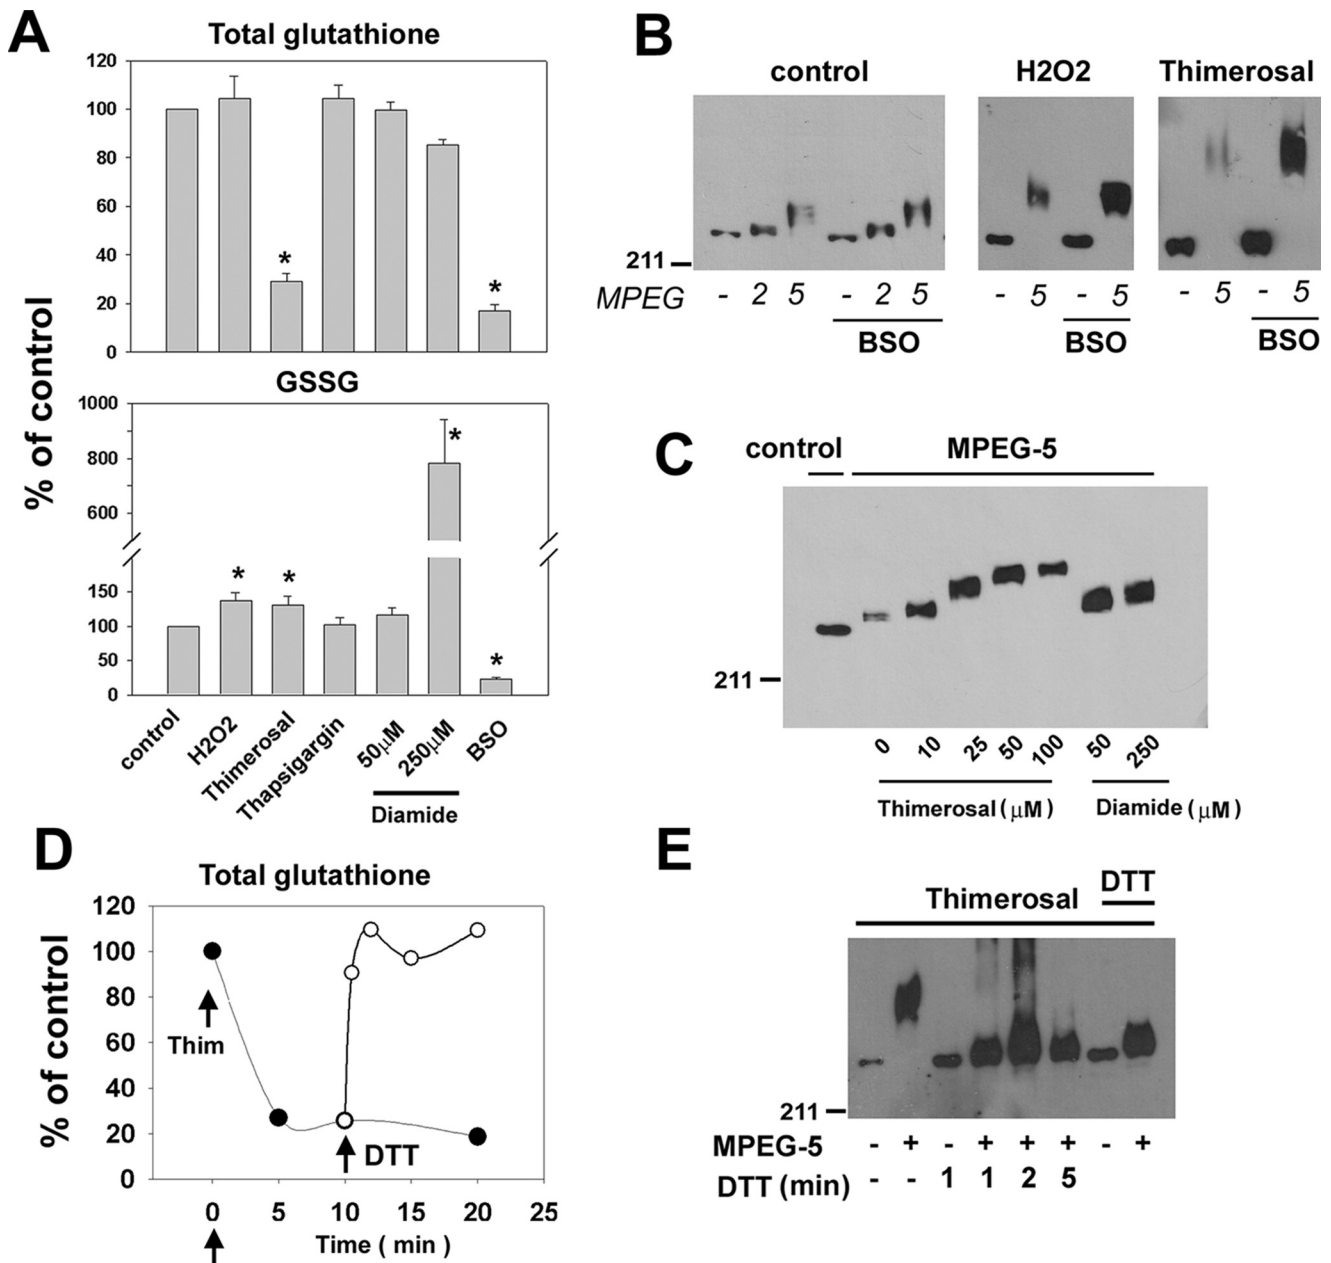 A
Total glutathione
120
100
80
60
40
20
0
% of control
GSSG
1000
800
600
150
100
50
0
*
*
*
*
*
*
control
H2O2
Thimerosal
Thapsigargin
50μM
250μM
BSO
Diamide
B
control
H2O2
Thimerosal
211
MPEG
- 2 5 - 2 5
- 5 - 5
- 5 - 5
BSO
BSO
BSO
C
control
MPEG-5
211
0 10 25 50 100 50 250
Thimerosal (μM)
Diamide (μM)
D
Total glutathione
120
100
80
60
40
20
0
% of control
Thim
DTT
0 5 10 15 20 25
Time ( min )
E
DTT
Thimerosal
211
MPEG-5 - + - + + + - +
DTT (min) - - 1 1 2 5